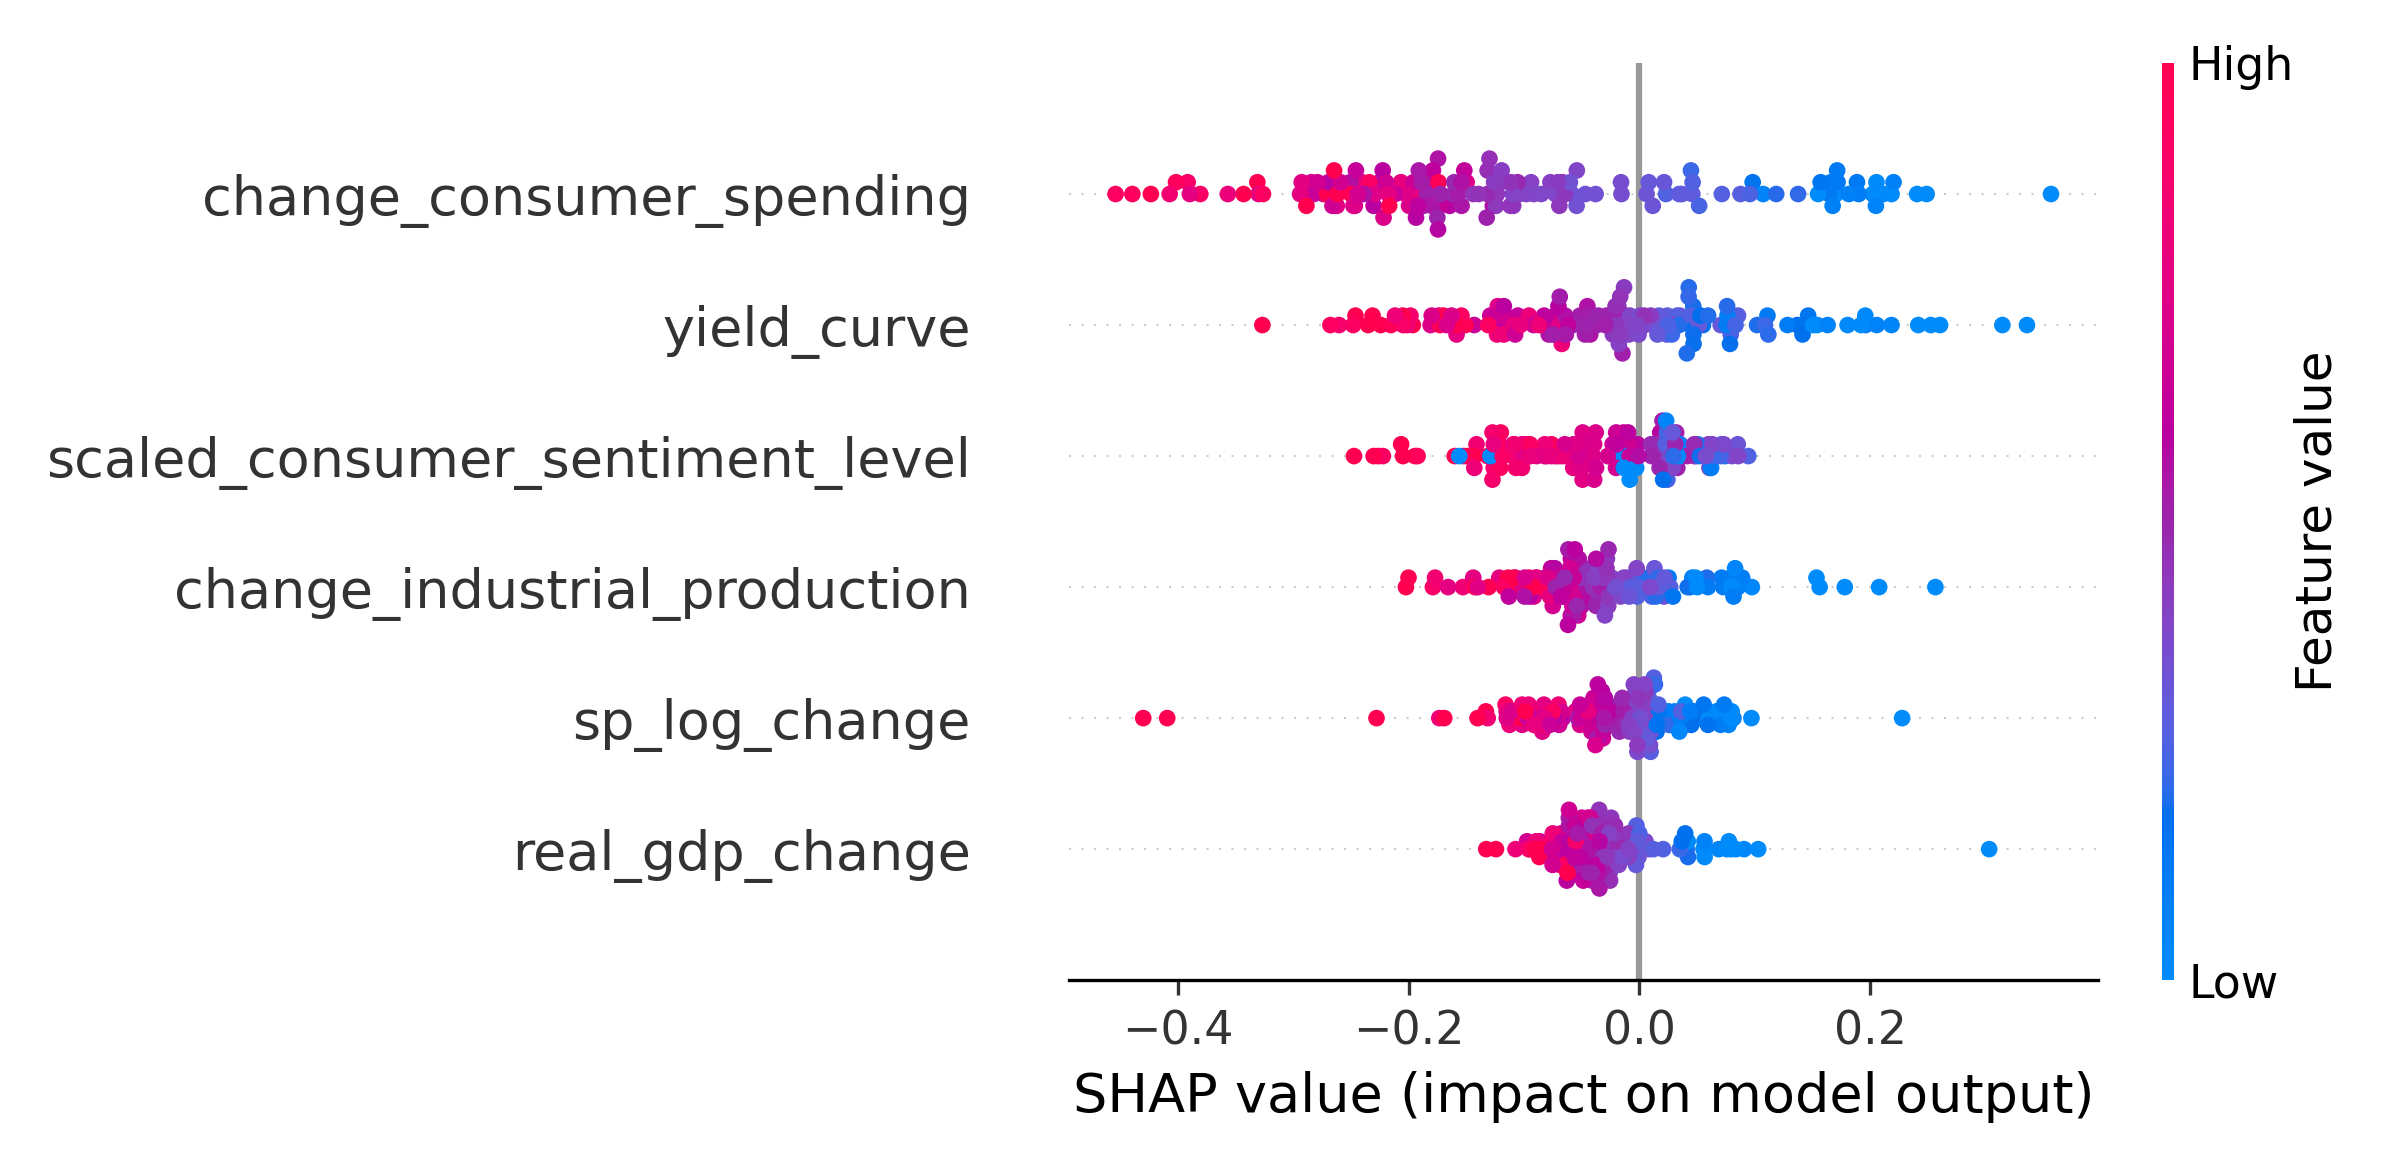 High
change_consumer_spending
yield_curve
scaled_consumer_sentiment_level
change_industrial_production
sp_log_change
real_gdp_change
Feature value
Low
−0.4 −0.2 0.0 0.2
SHAP value (impact on model output)